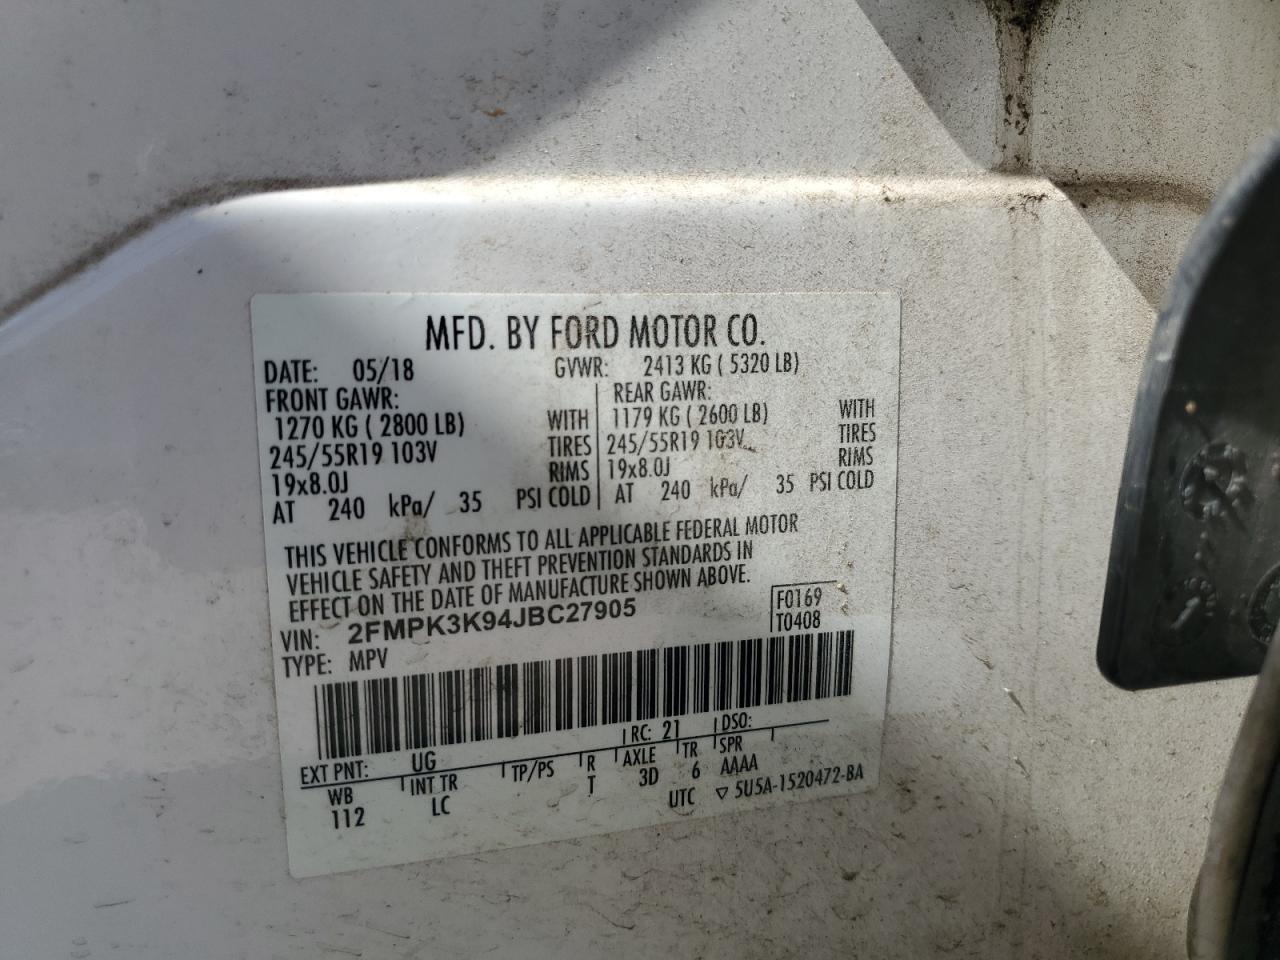 MFD. BY FORD MOTOR CO.
DATE: 05/18 GVWR: 2413 KG ( 5320 LB)
FRONT GAWR: REAR GAWR:
1270 KG ( 2800 LB) WITH 1179 KG ( 2600 LB) WITH
245/55R19 103V TIRES 245/55R19 103V TIRES
19x8.0J RIMS 19x8.0J RIMS
AT 240 kPa/ 35 PSI COLD AT 240 kPa/ 35 PSI COLD
THIS VEHICLE CONFORMS TO ALL APPLICABLE FEDERAL MOTOR
VEHICLE SAFETY AND THEFT PREVENTION STANDARDS IN
EFFECT ON THE DATE OF MANUFACTURE SHOWN ABOVE.
VIN: 2FMPK3K94JBC27905 F0169
TYPE: MPV T0408
EXT PNT: UG RC: 21 DSO:
WB INT TR TP/PS R AXLE TR SPR
112 LC T 3D 6 AAAA
UTC ▽ 5U5A-1520472-BA